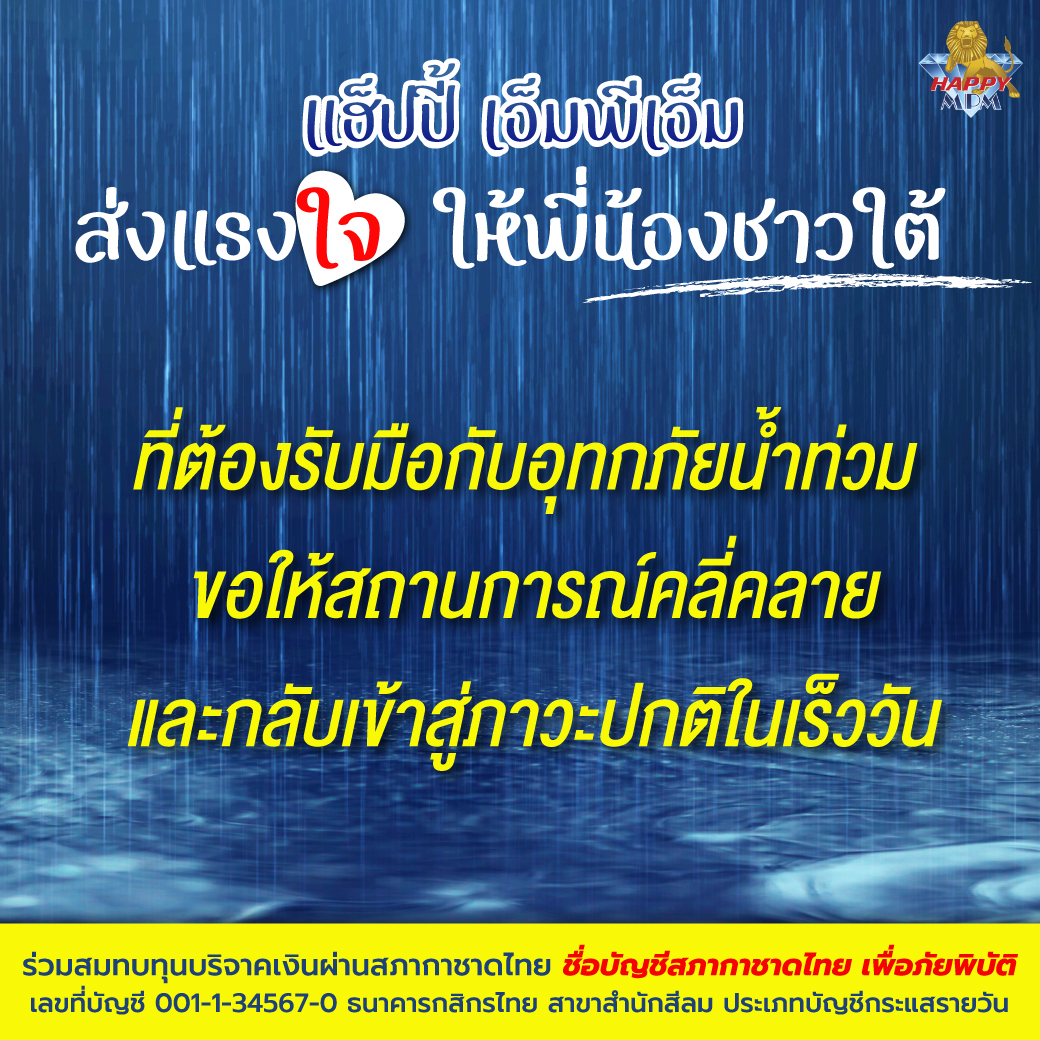 HAPPY
MPM
แฮ็ปปี้ เอ็มพีเอ็ม
ส่งแรงใจ ให้พี่น้องชาวใต้
ที่ต้องรับมือกับอุทกภัยน้ำท่วม
ขอให้สถานการณ์คลี่คลาย
และกลับเข้าสู่ภาวะปกติในเร็ววัน
ร่วมสมทบทุนบริจาคเงินผ่านสภากาชาดไทย ชื่อบัญชีสภากาชาดไทย เพื่อภัยพิบัติ
เลขที่บัญชี 001-1-34567-0 ธนาคารกสิกรไทย สาขาสำนักสีลม ประเภทบัญชีกระแสรายวัน